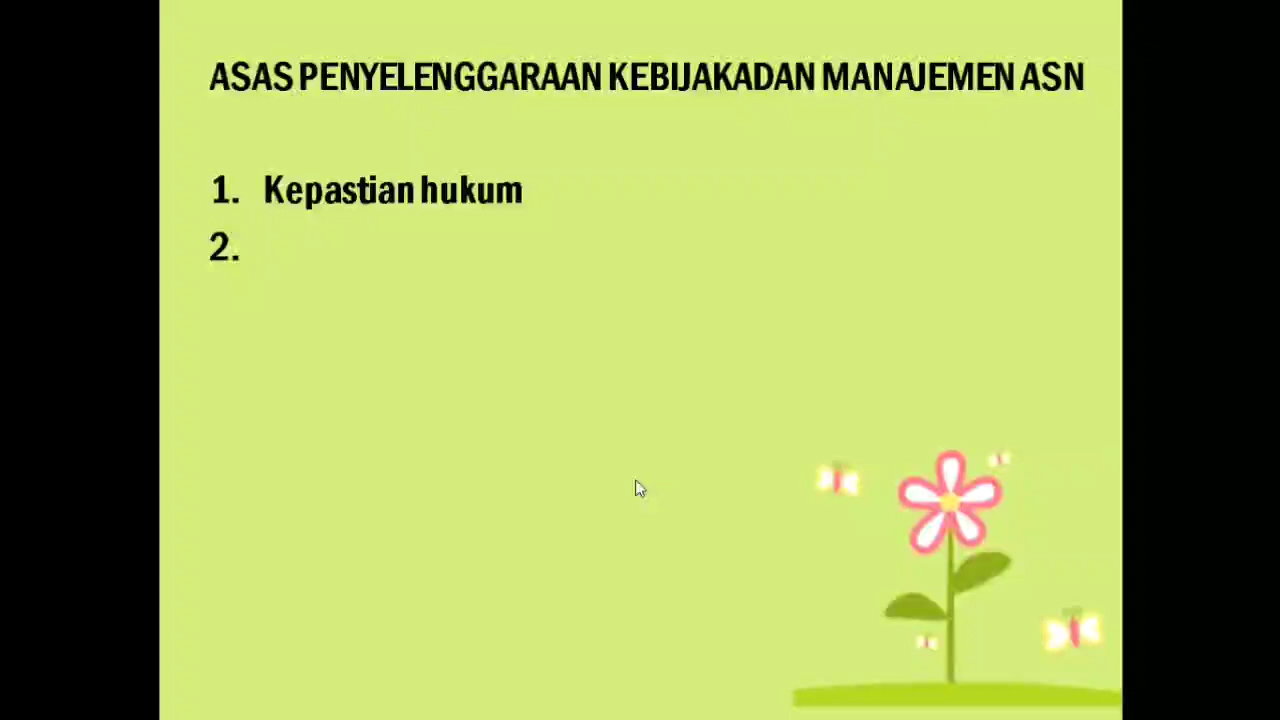 ASAS PENYELENGGARAAN KEBIJAKADAN MANAJEMEN ASN
1. Kepastian hukum
2.